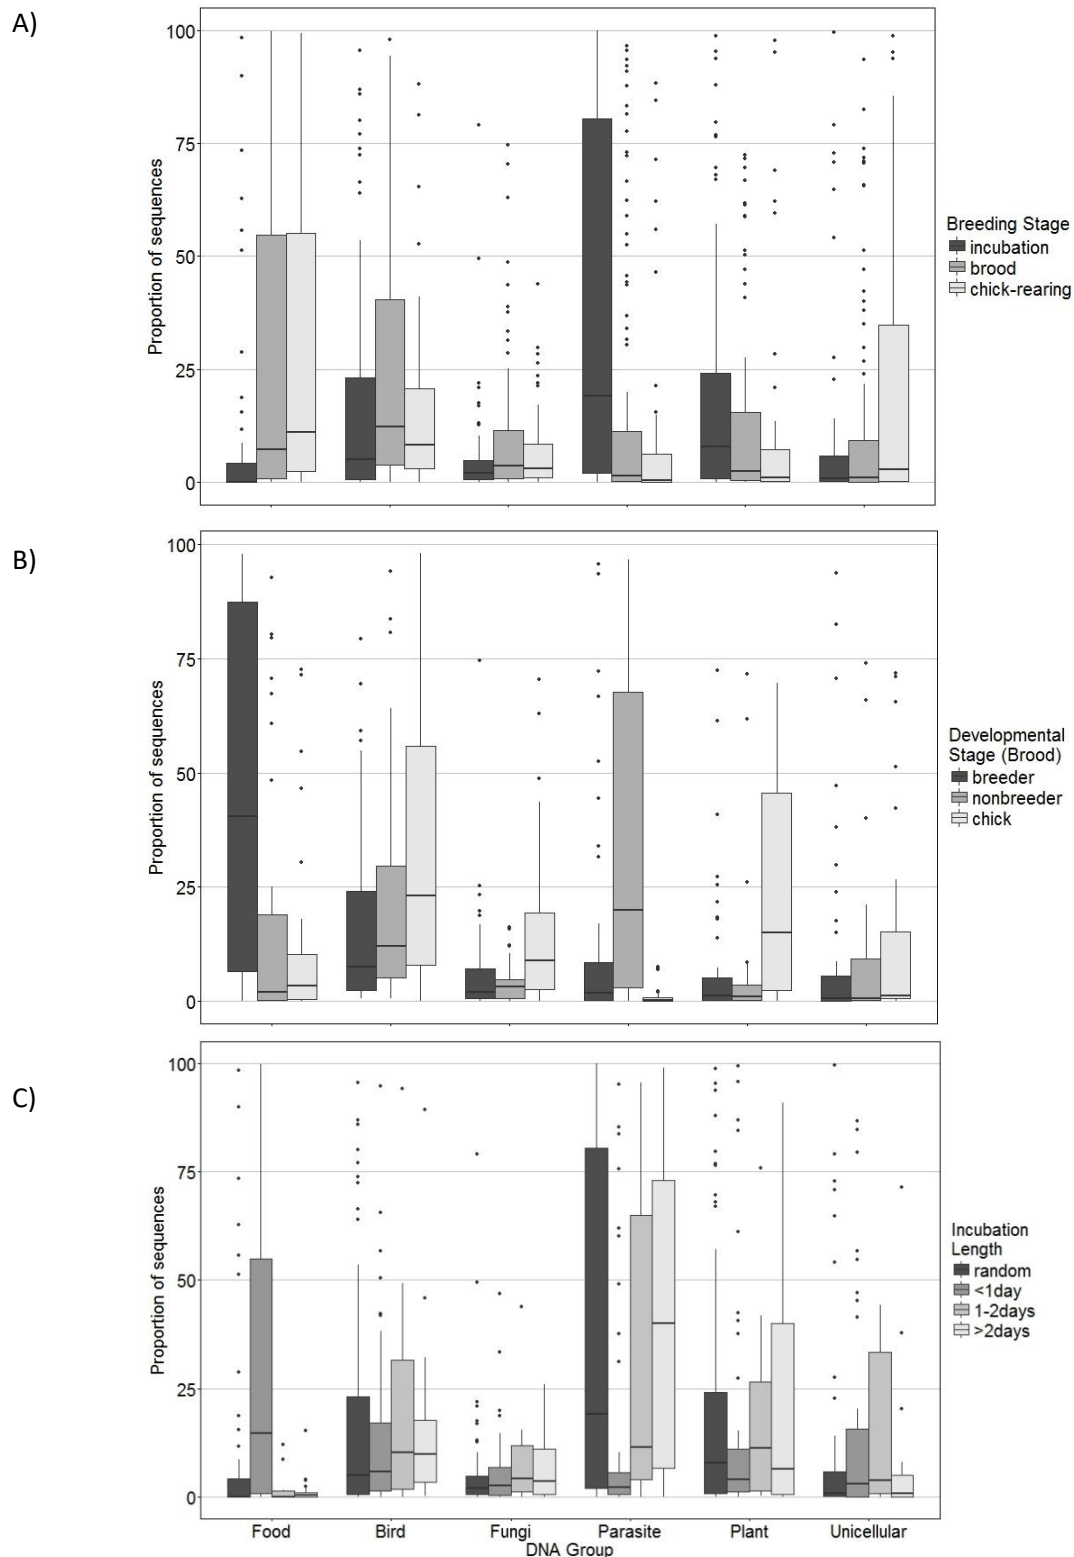 A)
100
75
50
25
0
Proportion of sequences
Breeding Stage
incubation
brood
chick-rearing
B)
100
75
50
25
0
Proportion of sequences
Developmental
Stage (Brood)
breeder
nonbreeder
chick
C)
100
75
50
25
0
Proportion of sequences
Incubation
Length
random
<1day
1-2days
>2days
Food Bird Fungi Parasite Plant Unicellular
DNA Group